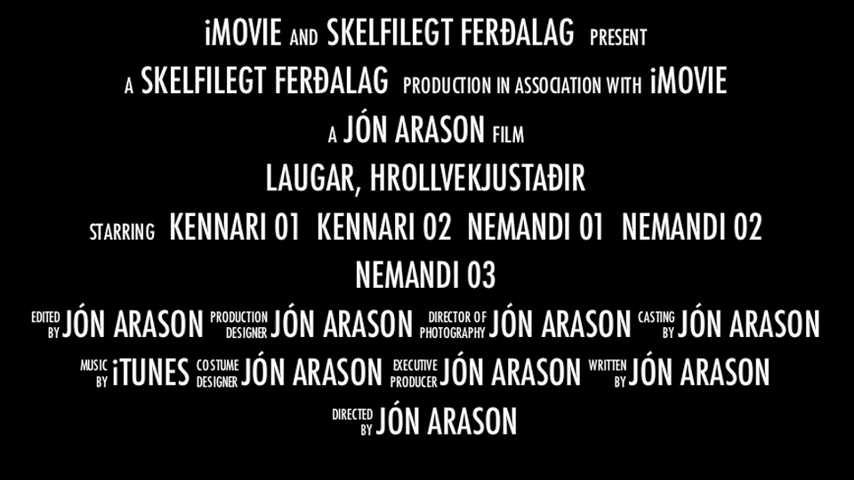 iMOVIE AND SKELFILEGT FERÐALAG PRESENT
A SKELFILEGT FERÐALAG PRODUCTION IN ASSOCIATION WITH iMOVIE
A JÓN ARASON FILM
LAUGAR, HROLLVEKJUSTAÐIR
STARRING KENNARI 01 KENNARI 02 NEMANDI 01 NEMANDI 02
NEMANDI 03
EDITED BY JÓN ARASON PRODUCTION DESIGNER JÓN ARASON DIRECTOR OF PHOTOGRAPHY JÓN ARASON CASTING BY JÓN ARASON
MUSIC BY iTUNES COSTUME DESIGNER JÓN ARASON EXECUTIVE PRODUCER JÓN ARASON WRITTEN BY JÓN ARASON
DIRECTED BY JÓN ARASON